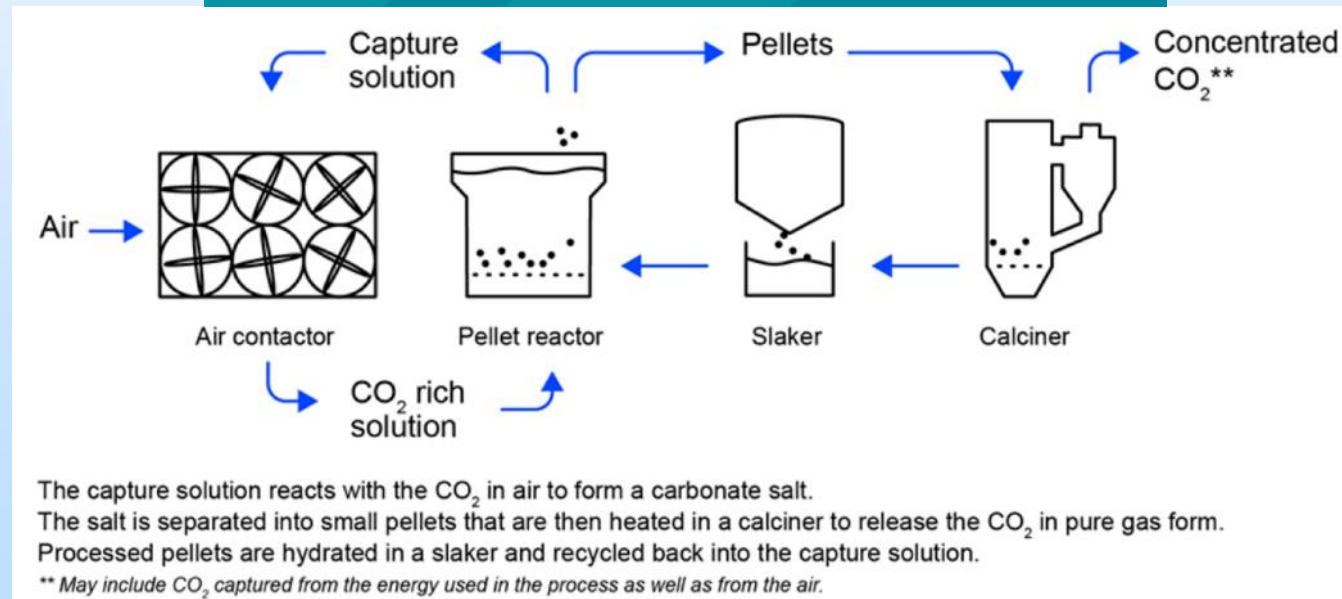 Capture
solution
Pellets
Concentrated
CO₂**
Air
Air contactor
Pellet reactor
Slaker
Calciner
CO₂ rich
solution
The capture solution reacts with the CO₂ in air to form a carbonate salt.
The salt is separated into small pellets that are then heated in a calciner to release the CO₂ in pure gas form.
Processed pellets are hydrated in a slaker and recycled back into the capture solution.
** May include CO₂ captured from the energy used in the process as well as from the air.